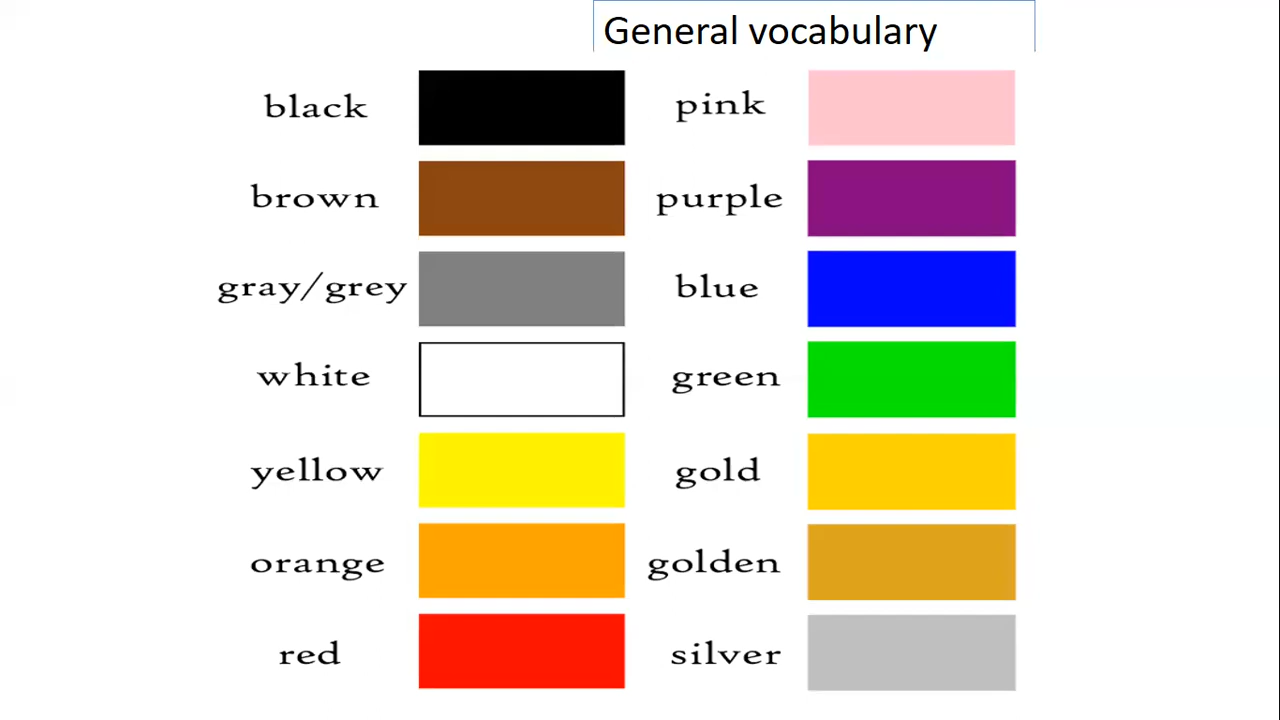 General vocabulary
black
pink
brown
purple
gray/grey
blue
white
green
yellow
gold
orange
golden
red
silver